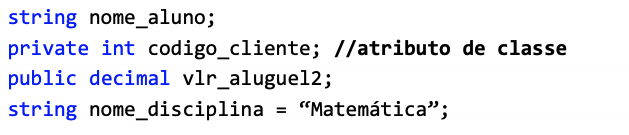 string nome_aluno;
private int codigo_cliente; //atributo de classe
public decimal vlr_aluguel2;
string nome_disciplina = “Matemática”;